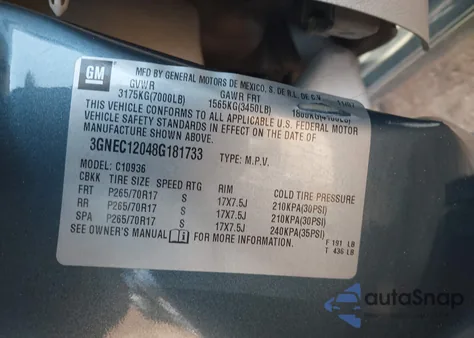 GM
MFD BY GENERAL MOTORS DE MEXICO, S. DE R.L. DE C.V.
GVWR GAWR FRT
3175KG(7000LB) 1565KG(3450LB)
THIS VEHICLE CONFORMS TO ALL APPLICABLE U.S. FEDERAL MOTOR
VEHICLE SAFETY STANDARDS IN EFFECT ON THE DATE OF
MANUFACTURE SHOWN ABOVE.
3GNEC12048G181733 TYPE: M.P.V.
MODEL: C10936
CBKK TIRE SIZE SPEED RTG RIM COLD TIRE PRESSURE
FRT P265/70R17 S 17X7.5J 210KPA(30PSI)
RR P265/70R17 S 17X7.5J 210KPA(30PSI)
SPA P265/70R17 S 17X7.5J 240KPA(35PSI)
SEE OWNER'S MANUAL FOR MORE INFORMATION.
F 191 LB
T 436 LB
autoSnap